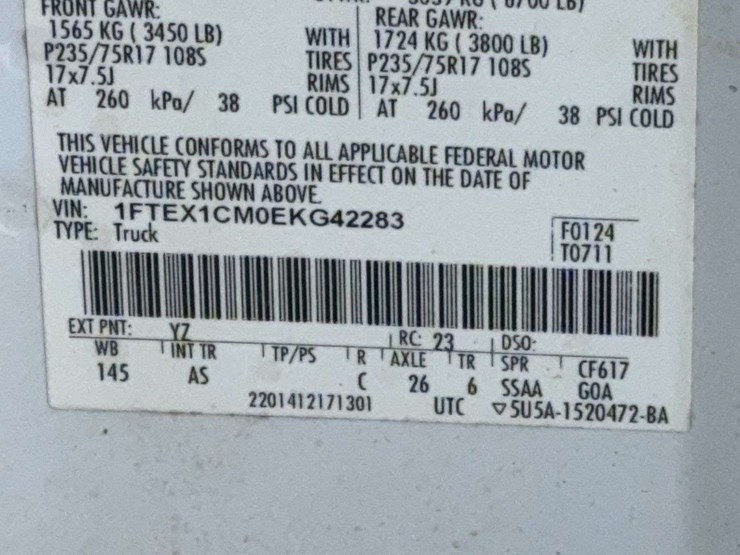 FRONT GAWR:
1565 KG ( 3450 LB) WITH
P235/75R17 108S TIRES
17x7.5J RIMS
AT 260 kPa/ 38 PSI COLD
REAR GAWR:
1724 KG ( 3800 LB) WITH
P235/75R17 108S TIRES
17x7.5J RIMS
AT 260 kPa/ 38 PSI COLD
THIS VEHICLE CONFORMS TO ALL APPLICABLE FEDERAL MOTOR
VEHICLE SAFETY STANDARDS IN EFFECT ON THE DATE OF
MANUFACTURE SHOWN ABOVE.
VIN: 1FTEX1CM0EKG42283
TYPE: Truck
F0124
T0711
EXT PNT: YZ RC: 23 DSO:
WB INT TR TP/PS R AXLE TR SPR CF617
145 AS C 26 6 SSAA GOA
2201412171301 UTC ▽5U5A-1520472-BA